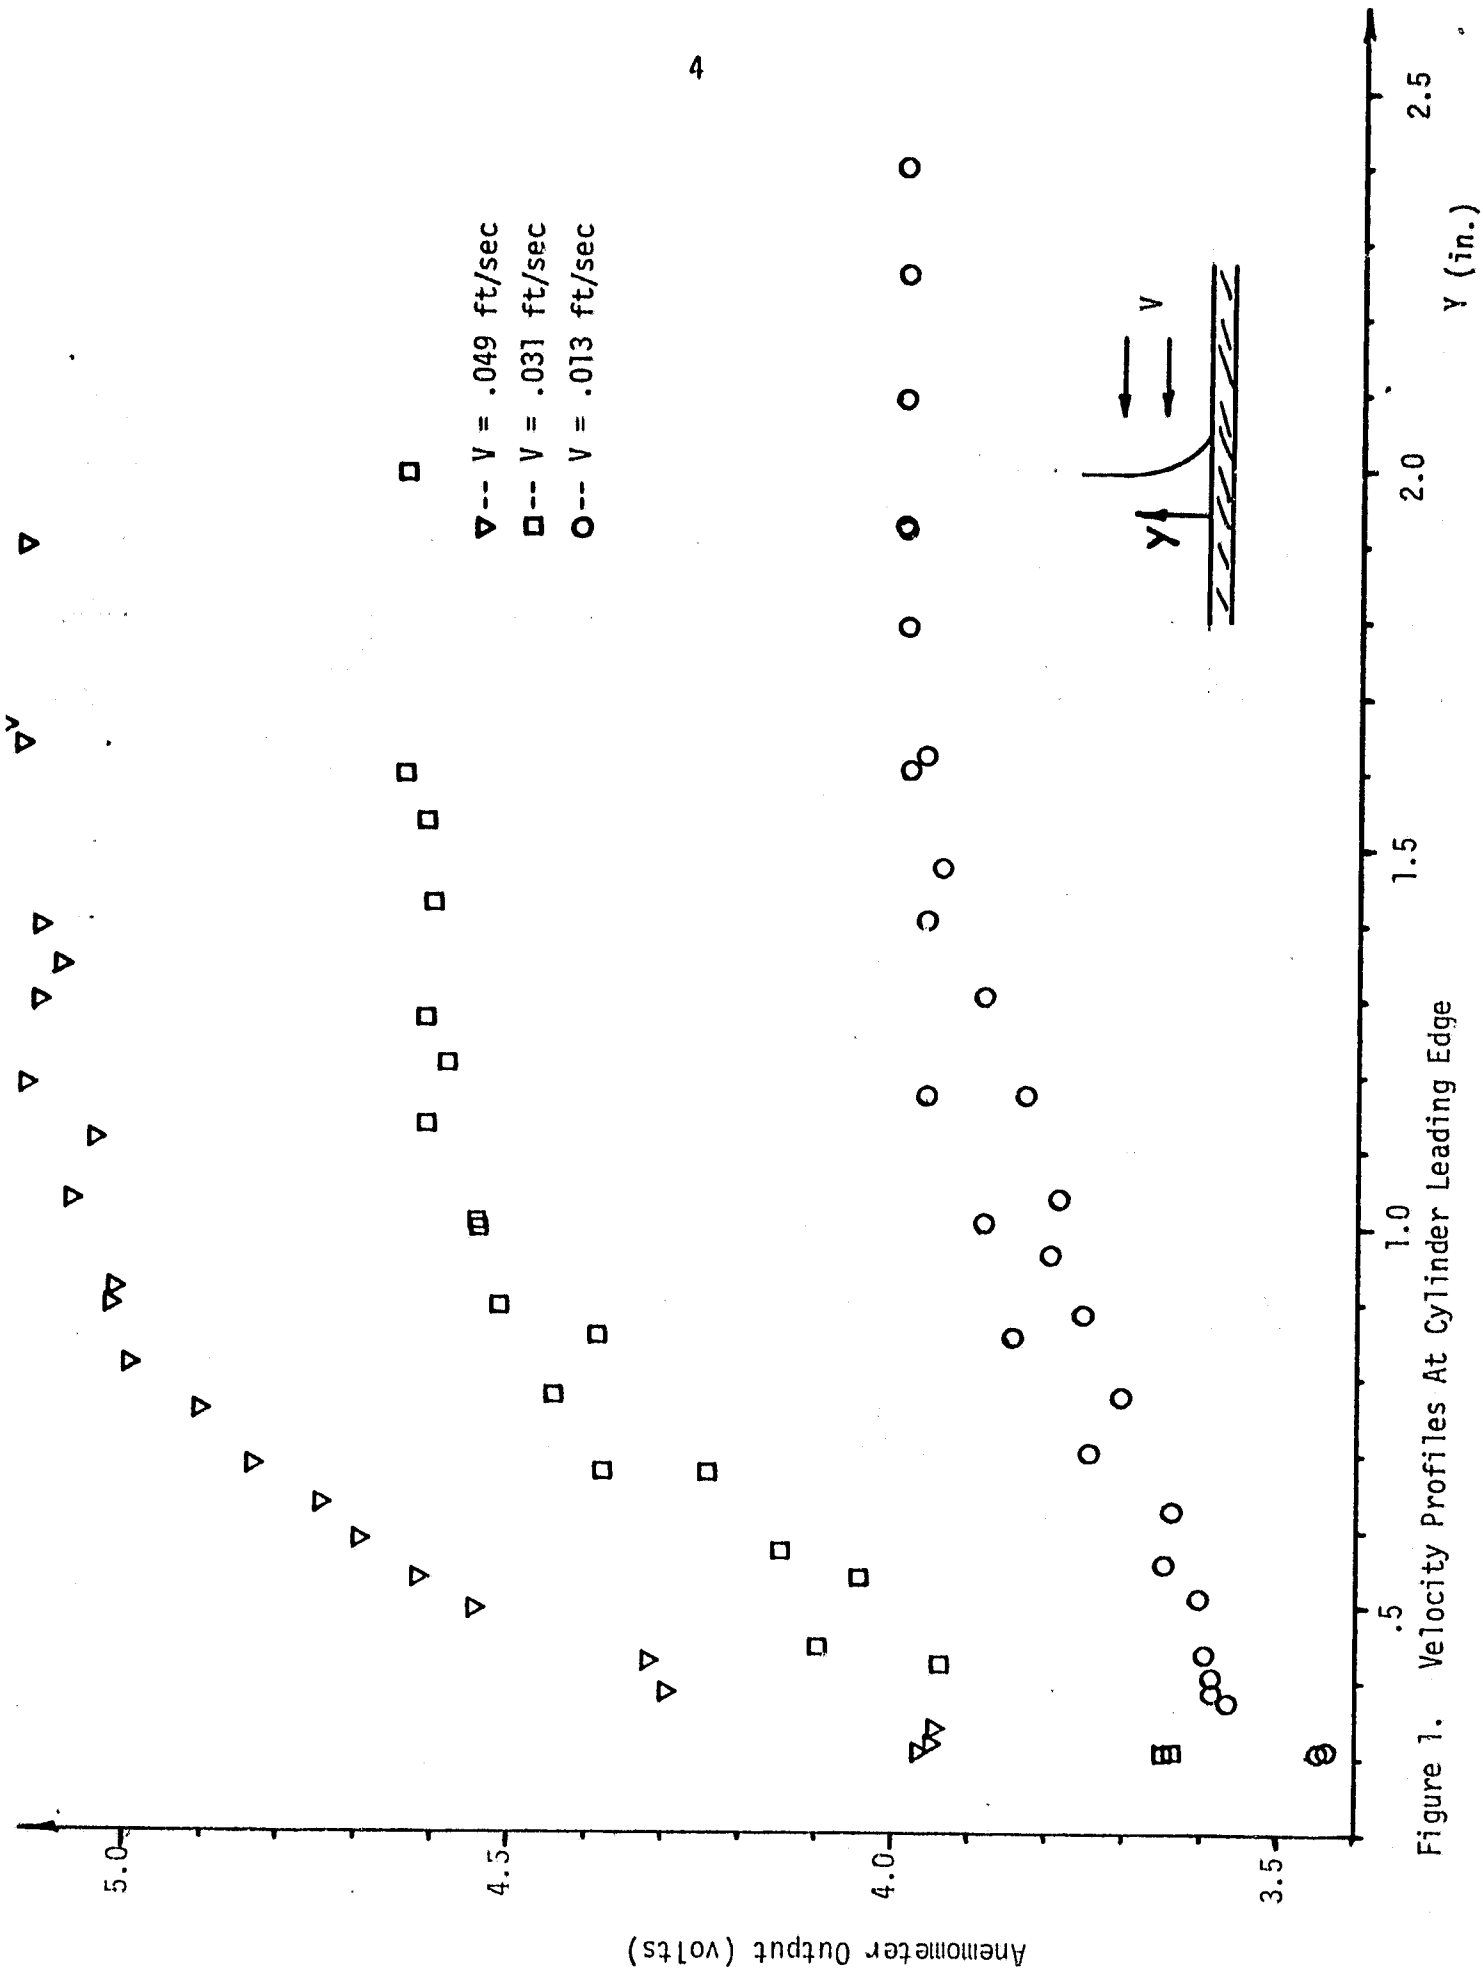 4
5.0
4.5
4.0
3.5
Anemometer Output (volts)
▽-- V = .049 ft/sec
□-- V = .031 ft/sec
O-- V = .013 ft/sec
y
V
.5
1.0
1.5
2.0
2.5
Y (in.)
Figure 1. Velocity Profiles At Cylinder Leading Edge